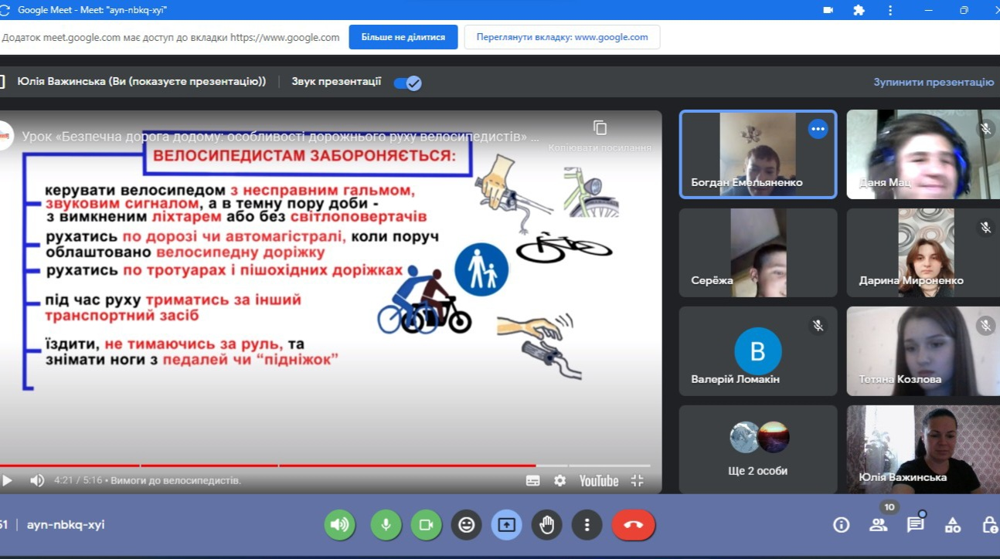 Google Meet - Meet: "ayn-nbkq-xyi"
Додаток meet.google.com має доступ до вкладки https://www.google.com
Більше не ділитися
Переглянути вкладку: www.google.com
Юлія Важинська (Ви (показуєте презентацію))
Звук презентації
Зупинити презентацію
Урок «Безпечна дорога додому: особливості дорожнього руху велосипедистів» ...
Копіювати посилання
ВЕЛОСИПЕДИСТАМ ЗАБОРОНЯЄТЬСЯ:
керувати велосипедом з несправним гальмом,
звуковим сигналом, а в темну пору доби -
з вимкненим ліхтарем або без світлоповертачів
рухатись по дорозі чи автомагістралі, коли поруч
облаштовано велосипедну доріжку
рухатись по тротуарах і пішохідних доріжках
під час руху триматись за інший
транспортний засіб
їздити, не тимаючись за руль, та
знімати ноги з педалей чи “підніжок”
4:21 / 5:16 • Вимоги до велосипедистів.
YouTube
Богдан Емельяненко
Даня Мац
Серёжа
Дарина Мироненко
В
Валерій Ломакін
Тетяна Козлова
Ще 2 особи
Юлія Важинська
51
ayn-nbkq-xyi
10